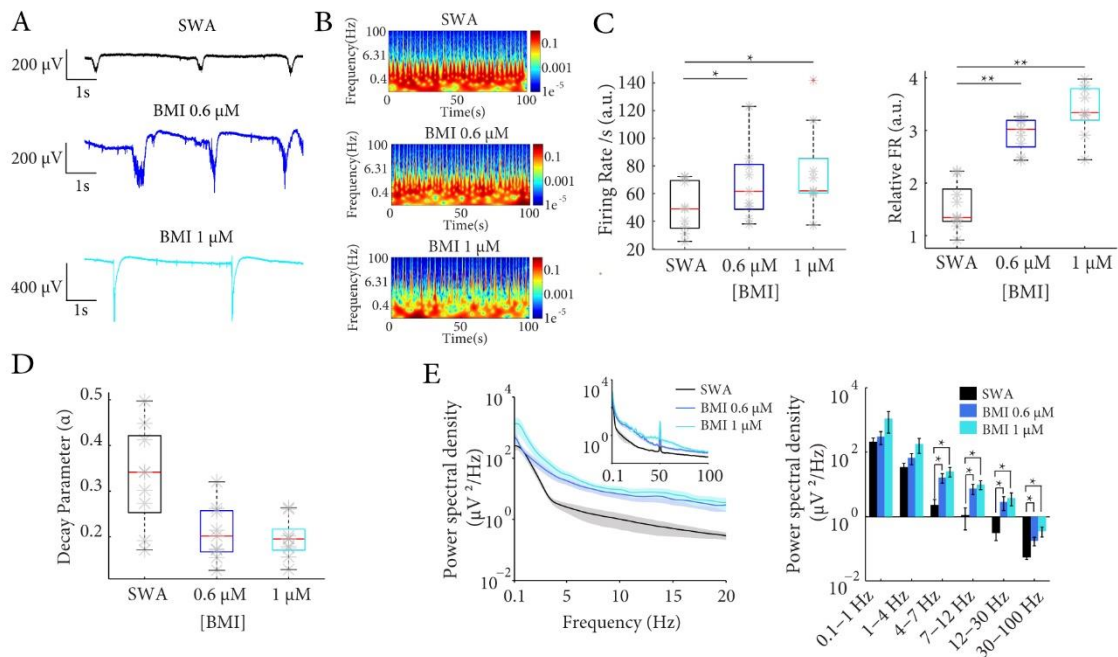 A
SWA
200 µV
1s
BMI 0.6 µM
200 µV
1s
BMI 1 µM
400 µV
1s
B
SWA
Frequency(Hz)
100
6.31
0.4
0 50 100
Time(s)
0.1
0.001
1e-5
BMI 0.6 µM
Frequency(Hz)
100
6.31
0.4
0 50 100
Time(s)
0.1
0.001
1e-5
BMI 1 µM
Frequency(Hz)
100
6.31
0.4
0 50 100
Time(s)
0.1
0.001
1e-5
C
Firing Rate /s (a.u.)
140
120
100
80
60
40
20
*
*
SWA 0.6 µM 1 µM
[BMI]
Relative FR (a.u.)
4
3
2
1
**
**
SWA 0.6 µM 1 µM
[BMI]
D
Decay Parameter (α)
0.5
0.4
0.3
0.2
SWA 0.6 µM 1 µM
[BMI]
E
Power spectral density
(µV ²/Hz)
10⁴
10²
10⁰
10⁻²
0.1 5 10 15 20
Frequency (Hz)
10⁴
10⁰
0.1 50 100
SWA
BMI 0.6 µM
BMI 1 µM
Power spectral density
(µV ²/Hz)
10⁴
10²
10⁰
10⁻²
SWA
BMI 0.6 µM
BMI 1 µM
* *
* *
* *
* *
0.1–1 Hz
1–4 Hz
4–7 Hz
7–12 Hz
12–30 Hz
30–100 Hz